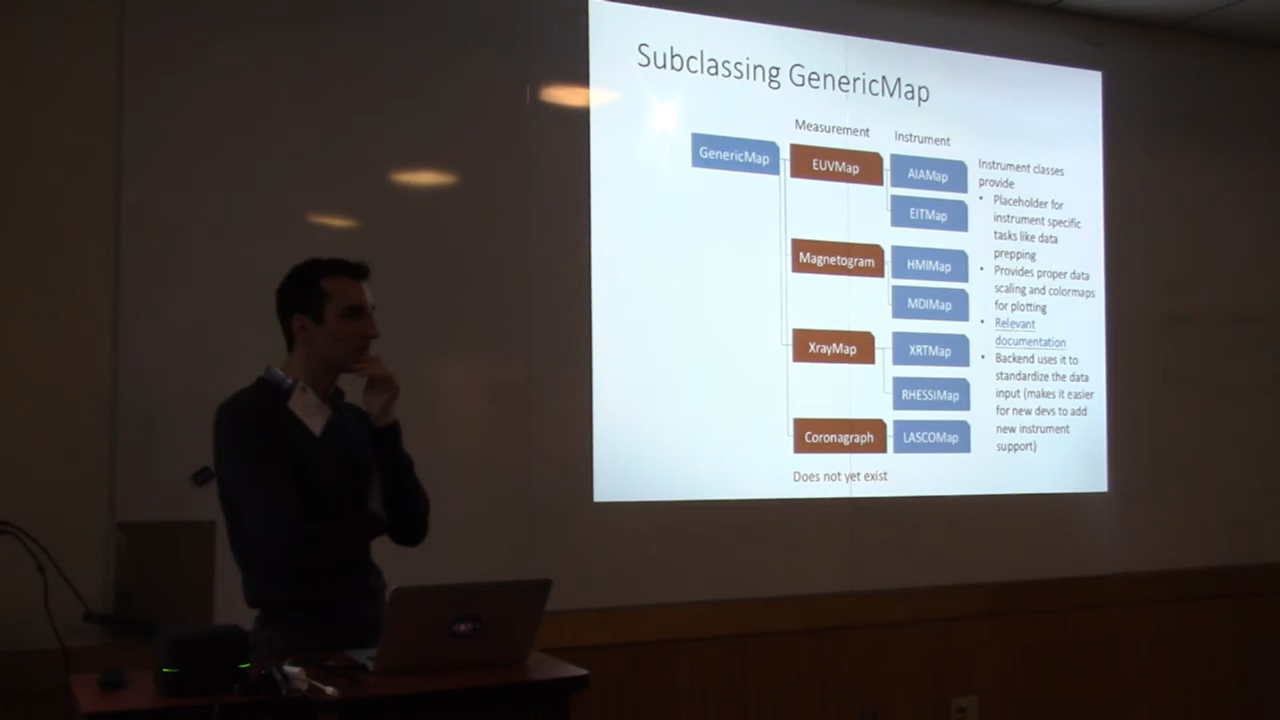 Subclassing GenericMap
Measurement
Instrument
GenericMap
EUVMap
AIAMap
EITMap
Magnetogram
HMIMap
MDIMap
XrayMap
XRTMap
RHESSIMap
Coronagraph
LASCOMap
Does not yet exist
Instrument classes
provide
• Placeholder for
instrument specific
tasks like data
prepping
• Provides proper data
scaling and colormaps
for plotting
• Relevant
documentation
• Backend uses it to
standardize the data
input (makes it easier
for new devs to add
new instrument
support)